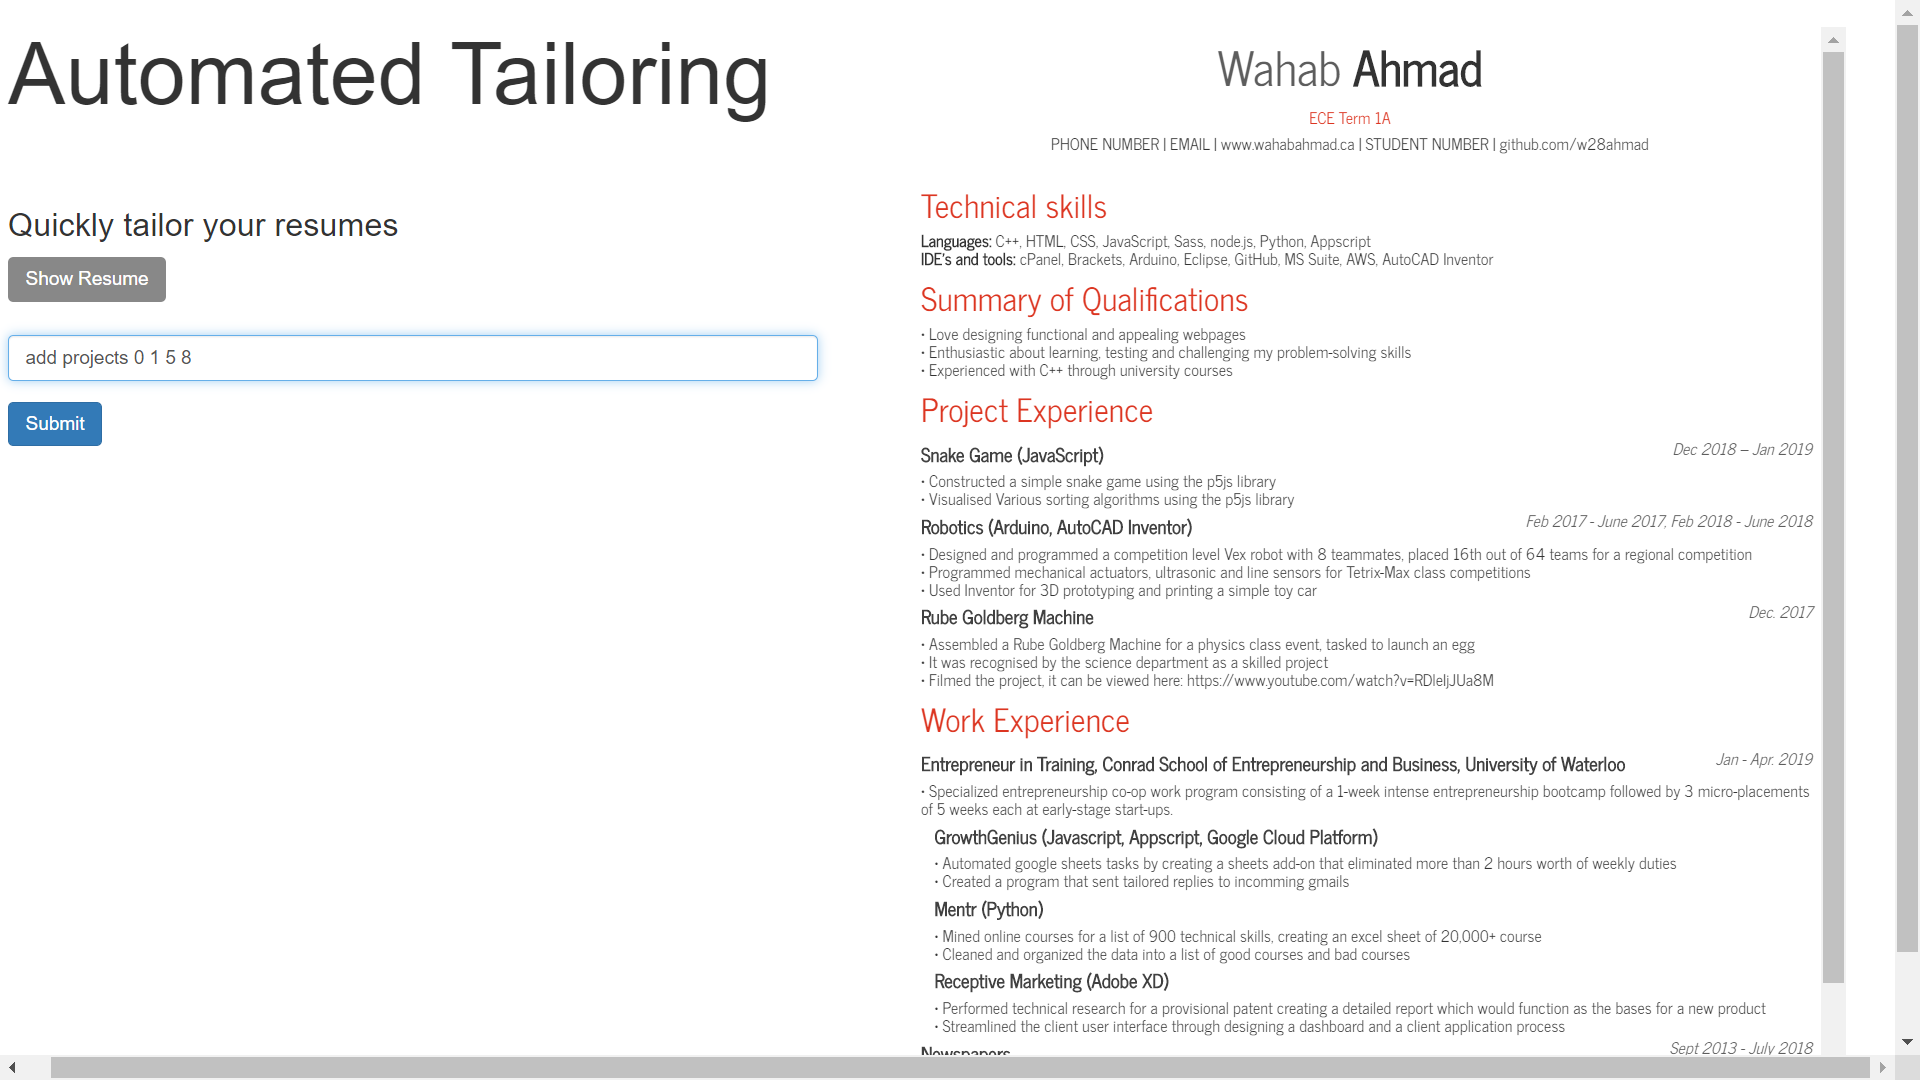 Automated Tailoring
Quickly tailor your resumes
Show Resume
add projects 0 1 5 8
Submit
Wahab Ahmad
ECE Term 1A
PHONE NUMBER | EMAIL | www.wahabahmad.ca | STUDENT NUMBER | github.com/w28ahmad
Technical skills
Languages: C++, HTML, CSS, JavaScript, Sass, node.js, Python, Appscript
IDE's and tools: cPanel, Brackets, Arduino, Eclipse, GitHub, MS Suite, AWS, AutoCAD Inventor
Summary of Qualifications
• Love designing functional and appealing webpages
• Enthusiastic about learning, testing and challenging my problem-solving skills
• Experienced with C++ through university courses
Project Experience
Snake Game (JavaScript) Dec 2018 – Jan 2019
• Constructed a simple snake game using the p5js library
• Visualised Various sorting algorithms using the p5js library
Robotics (Arduino, AutoCAD Inventor) Feb 2017 - June 2017, Feb 2018 - June 2018
• Designed and programmed a competition level Vex robot with 8 teammates, placed 16th out of 64 teams for a regional competition
• Programmed mechanical actuators, ultrasonic and line sensors for Tetrix-Max class competitions
• Used Inventor for 3D prototyping and printing a simple toy car
Rube Goldberg Machine Dec. 2017
• Assembled a Rube Goldberg Machine for a physics class event, tasked to launch an egg
• It was recognised by the science department as a skilled project
• Filmed the project, it can be viewed here: https://www.youtube.com/watch?v=RDleIjJUa8M
Work Experience
Entrepreneur in Training, Conrad School of Entrepreneurship and Business, University of Waterloo Jan - Apr. 2019
• Specialized entrepreneurship co-op work program consisting of a 1-week intense entrepreneurship bootcamp followed by 3 micro-placements
of 5 weeks each at early-stage start-ups.
GrowthGenius (Javascript, Appscript, Google Cloud Platform)
• Automated google sheets tasks by creating a sheets add-on that eliminated more than 2 hours worth of weekly duties
• Created a program that sent tailored replies to incomming gmails
Mentr (Python)
• Mined online courses for a list of 900 technical skills, creating an excel sheet of 20,000+ course
• Cleaned and organized the data into a list of good courses and bad courses
Receptive Marketing (Adobe XD)
• Performed technical research for a provisional patent creating a detailed report which would function as the bases for a new product
• Streamlined the client user interface through designing a dashboard and a client application process
Newspapers Sept 2013 - July 2018